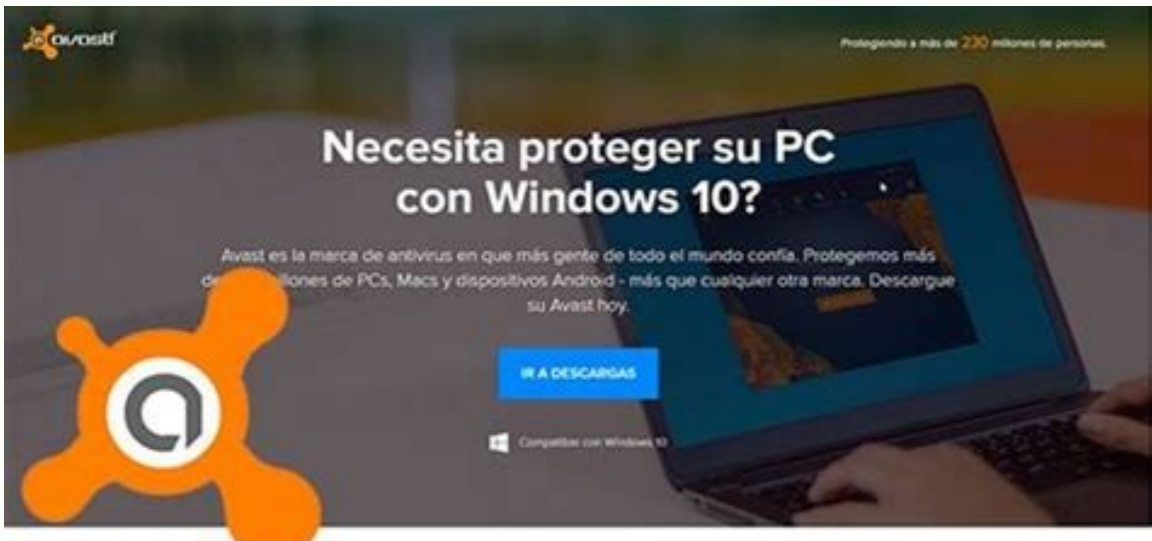 avast!
Protegiendo a más de 230 millones de personas.
Necesita proteger su PC
con Windows 10?
Avast es la marca de antivirus en que más gente de todo el mundo confía. Protegemos más
de llones de PCs, Macs y dispositivos Android - más que cualquier otra marca. Descargue
su Avast hoy.
IR A DESCARGAS
Compatible con Windows 10